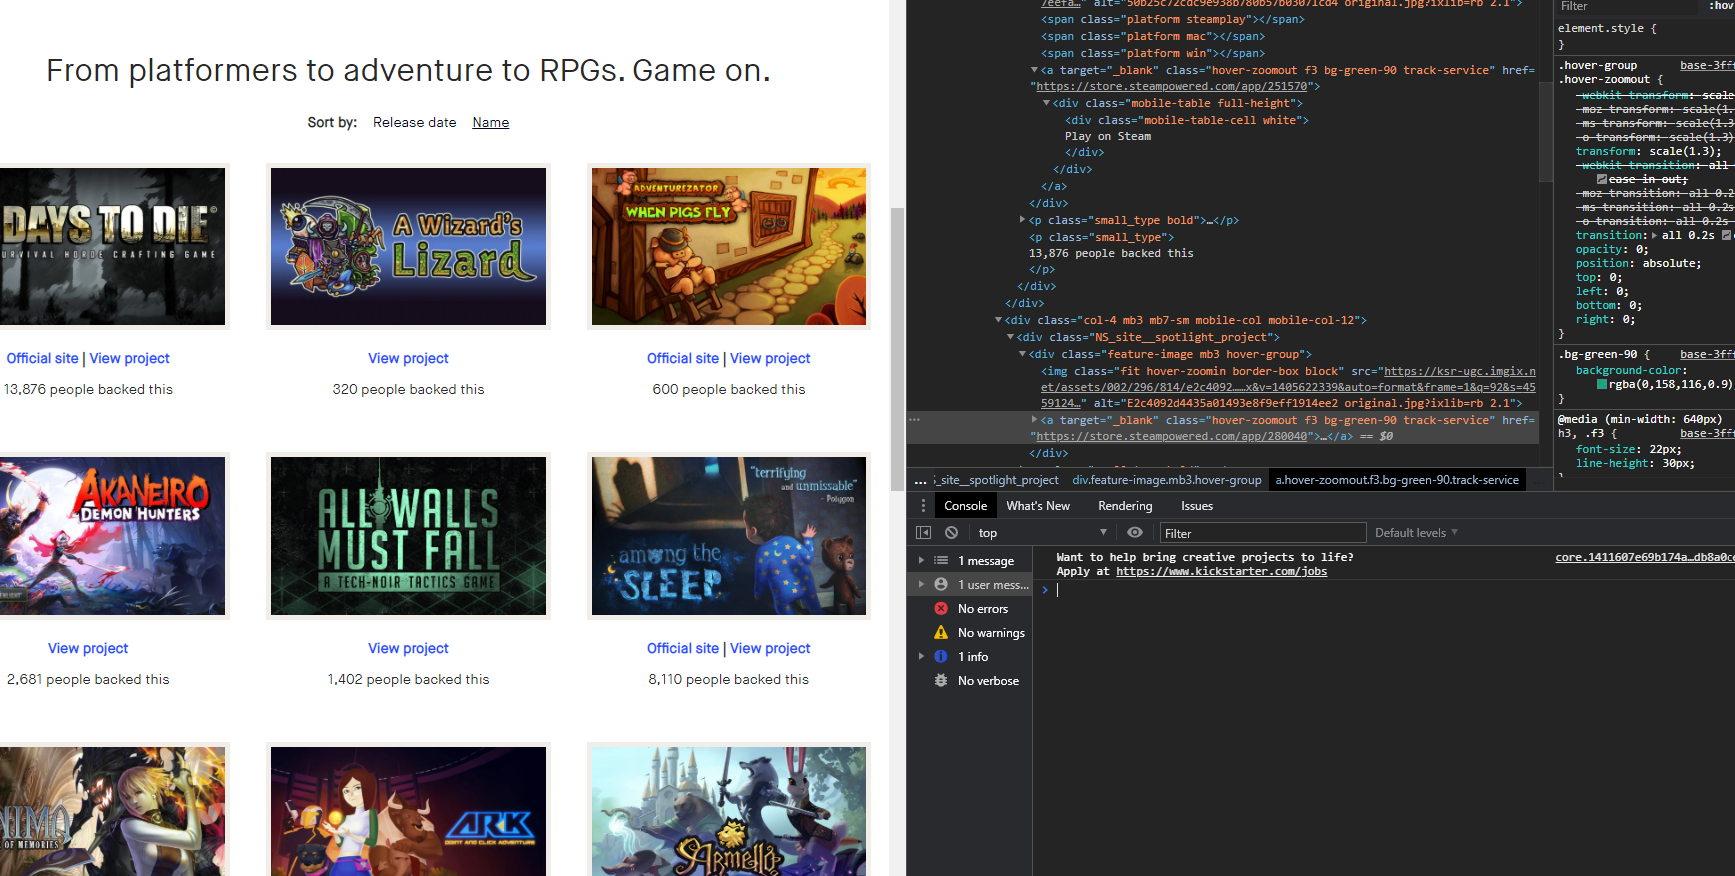 From platformers to adventure to RPGs. Game on.
Sort by: Release date Name
DAYS TO DIE
SURVIVAL HORDE CRAFTING GAME
A Wizard's
Lizard
ADVENTUREZATOR
WHEN PIGS FLY
Official site | View project
View project
Official site | View project
13,876 people backed this
320 people backed this
600 people backed this
AKANEIRO
DEMON HUNTERS
ALL WALLS
MUST FALL
A TECH-NOIR TACTICS GAME
"terrifying
and unmissable"
- Polygon
among the
SLEEP
View project
View project
Official site | View project
2,681 people backed this
1,402 people backed this
8,110 people backed this
NIMA
OF MEMORIES
ARK
POINT AND CLICK ADVENTURE
ARMELLO
<span class="platform steamplay"></span>
<span class="platform mac"></span>
<span class="platform win"></span>
▼<a target="_blank" class="hover-zoomout f3 bg-green-90 track-service" href=
"https://store.steampowered.com/app/251570">
▼<div class="mobile-table full-height">
<div class="mobile-table-cell white">
Play on Steam
</div>
</div>
</a>
</div>
▶<p class="small_type bold">…</p>
<p class="small_type">
13,876 people backed this
</p>
</div>
</div>
▼<div class="col-4 mb3 mb7-sm mobile-col mobile-col-12">
▼<div class="NS_site__spotlight_project">
▼<div class="feature-image mb3 hover-group">
<img class="fit hover-zoomin border-box block" src="https://ksr-ugc.imgix.n
et/assets/002/296/814/e2c4092...…x&v=1405622339&auto=format&frame=1&q=92&s=45
59124…" alt="E2c4092d4435a01493e8f9eff1914ee2 original.jpg?ixlib=rb 2.1">
▶<a target="_blank" class="hover-zoomout f3 bg-green-90 track-service" href=
"https://store.steampowered.com/app/280040">…</a> == $0
</div>
... S_site__spotlight_project div.feature-image.mb3.hover-group a.hover-zoomout.f3.bg-green-90.track-service
Filter :hov
element.style {
}
.hover-group base-3fff
.hover-zoomout {
-webkit-transform: scale
-moz-transform: scale(1.
-ms-transform: scale(1.3
-o-transform: scale(1.3)
transform: scale(1.3);
-webkit-transition: all
ease-in-out;
-moz-transition: all 0.2
-ms-transition: all 0.2s
-o-transition: all 0.2s
transition: ▶ all 0.2s
opacity: 0;
position: absolute;
top: 0;
left: 0;
bottom: 0;
right: 0;
}
.bg-green-90 { base-3fff
background-color:
rgba(0,158,116,0.9)
}
@media (min-width: 640px)
h3, .f3 { base-3fff
font-size: 22px;
line-height: 30px;
}
Console What's New Rendering Issues
top Filter Default levels
1 message
1 user mess...
No errors
No warnings
1 info
No verbose
Want to help bring creative projects to life? core.1411607e69b174a…db8a0ce
Apply at https://www.kickstarter.com/jobs